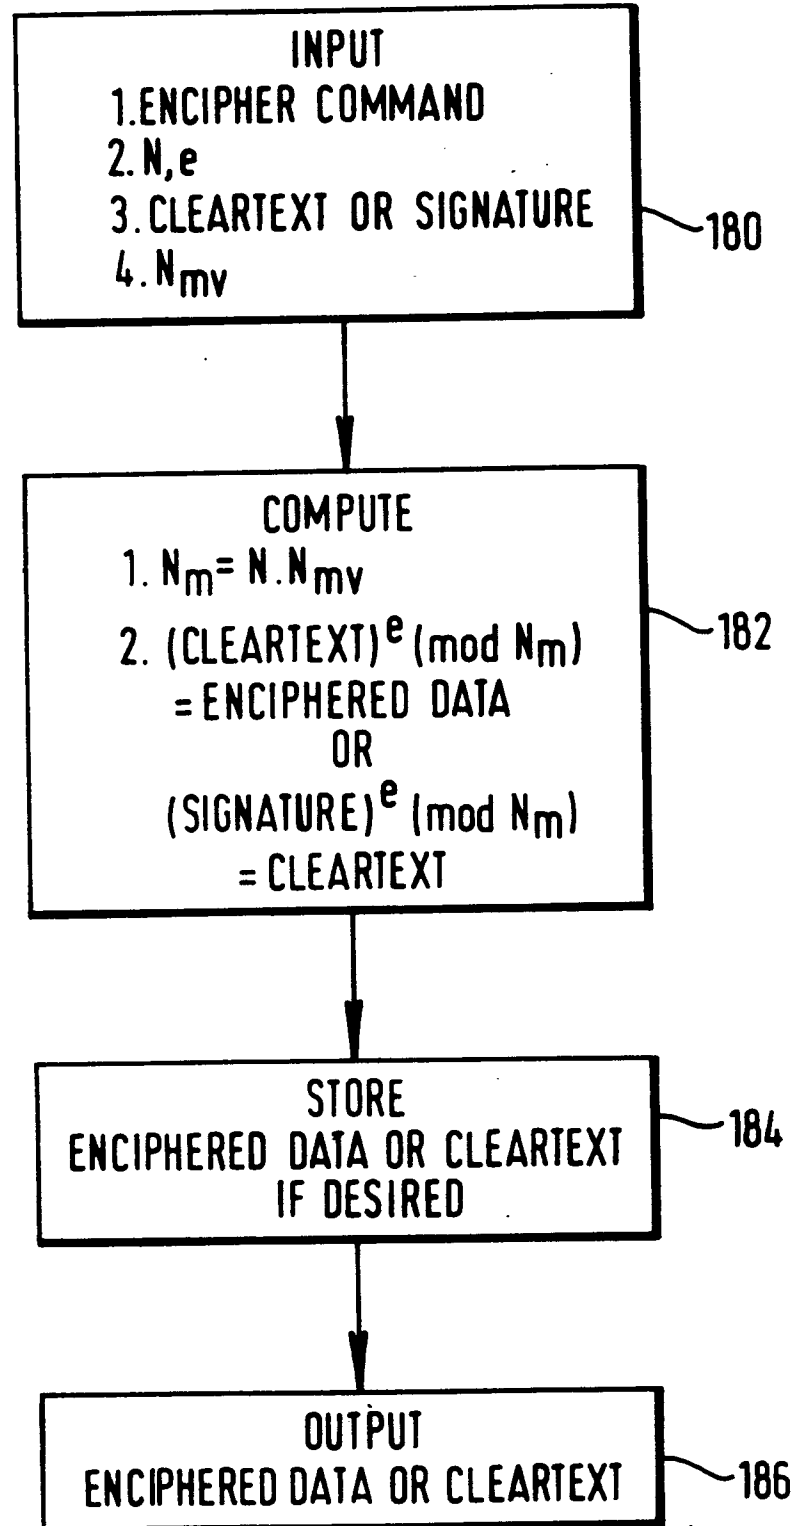 INPUT
1.ENCIPHER COMMAND
2.N,e
3.CLEARTEXT OR SIGNATURE
4.Nmv
180
COMPUTE
1. Nm= N.Nmv
2. (CLEARTEXT)e (mod Nm)
= ENCIPHERED DATA
OR
(SIGNATURE)e (mod Nm)
= CLEARTEXT
182
STORE
ENCIPHERED DATA OR CLEARTEXT
IF DESIRED
184
OUTPUT
ENCIPHERED DATA OR CLEARTEXT
186